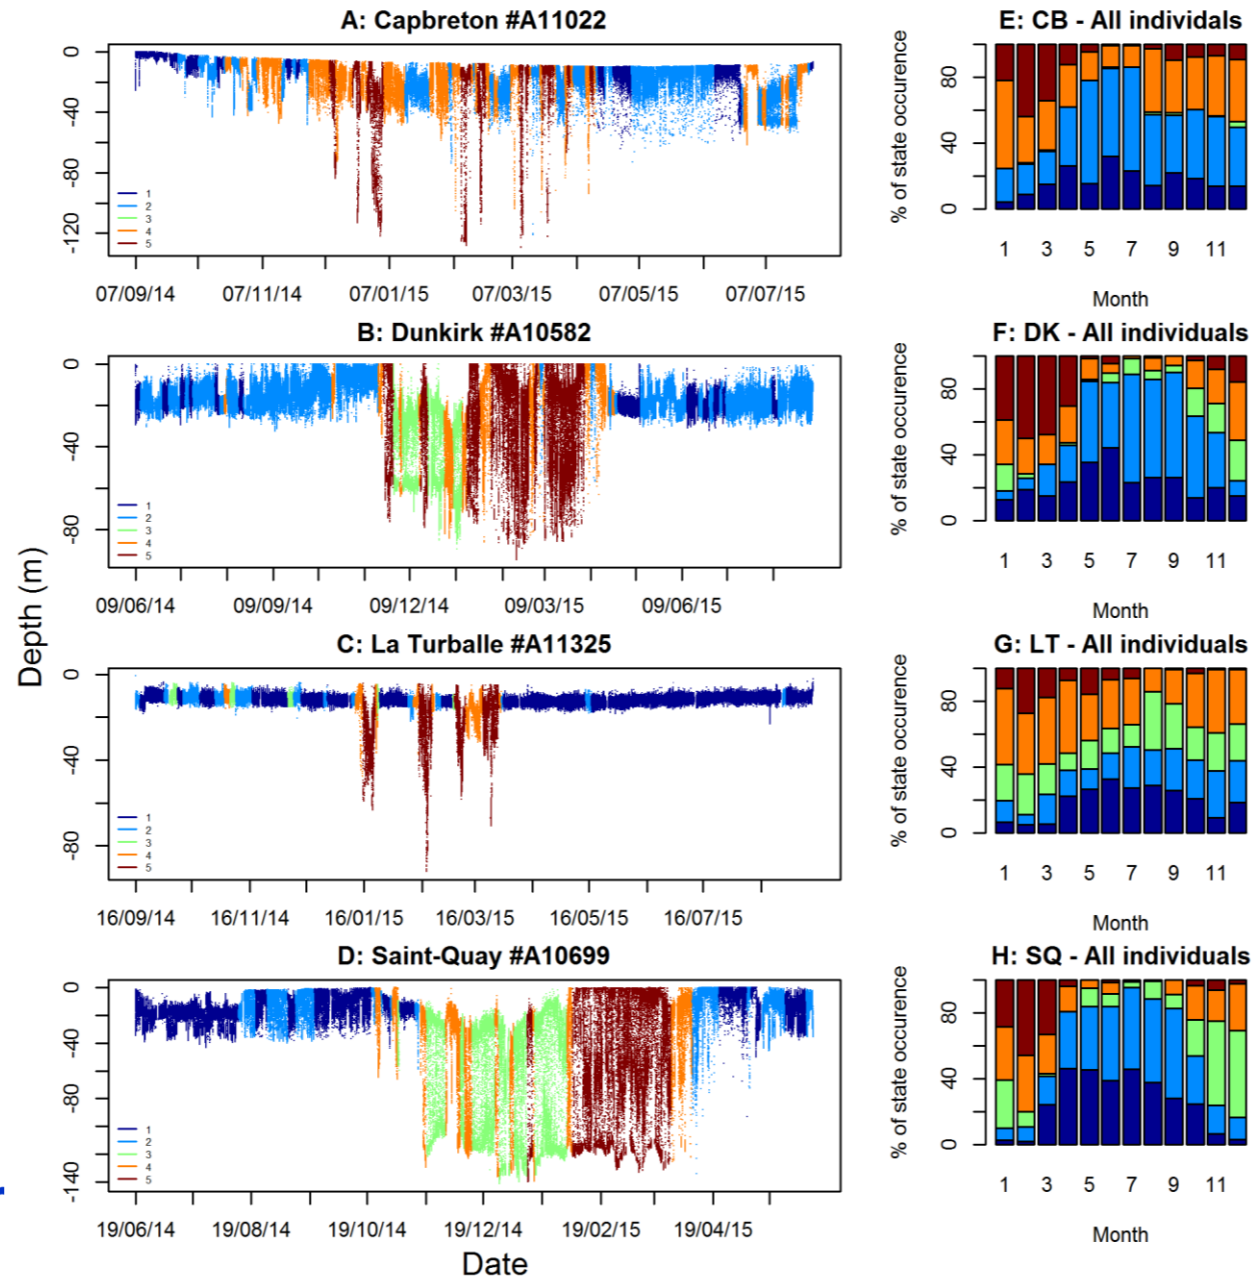 A: Capbreton #A11022
0
-40
-80
-120
1
2
3
4
5
07/09/14 07/11/14 07/01/15 07/03/15 07/05/15 07/07/15
E: CB - All individals
% of state occurence
80
40
0
1 3 5 7 9 11
Month
B: Dunkirk #A10582
0
-40
-80
1
2
3
4
5
09/06/14 09/09/14 09/12/14 09/03/15 09/06/15
F: DK - All individuals
% of state occurence
80
40
0
1 3 5 7 9 11
Month
Depth (m)
C: La Turballe #A11325
0
-40
-80
1
2
3
4
5
16/09/14 16/11/14 16/01/15 16/03/15 16/05/15 16/07/15
G: LT - All individuals
% of state occurence
80
40
0
1 3 5 7 9 11
Month
D: Saint-Quay #A10699
0
-40
-80
-140
1
2
3
4
5
19/06/14 19/08/14 19/10/14 19/12/14 19/02/15 19/04/15
Date
H: SQ - All individuals
% of state occurence
80
40
0
1 3 5 7 9 11
Month